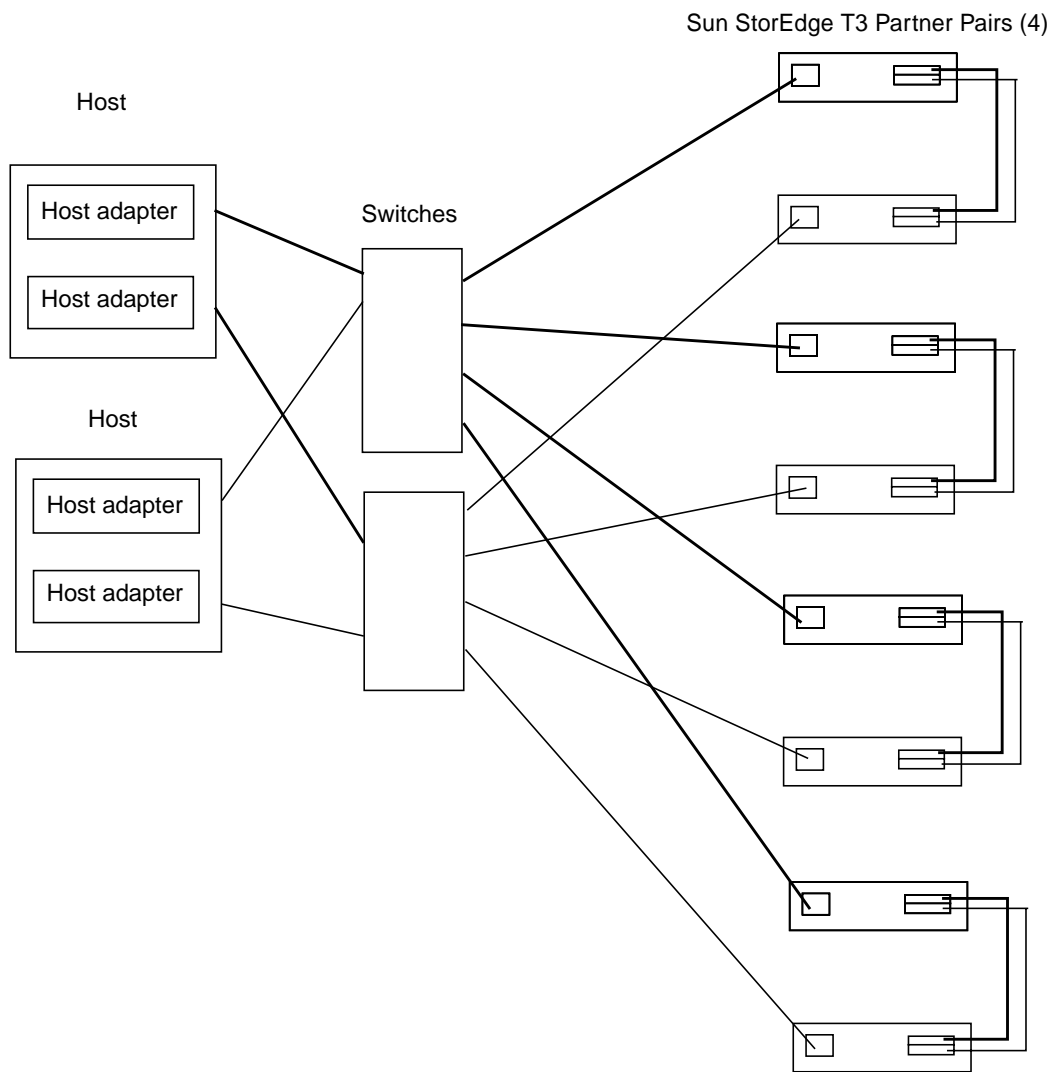 Sun StorEdge T3 Partner Pairs (4)
Host
Host adapter
Switches
Host adapter
Host
Host adapter
Host adapter